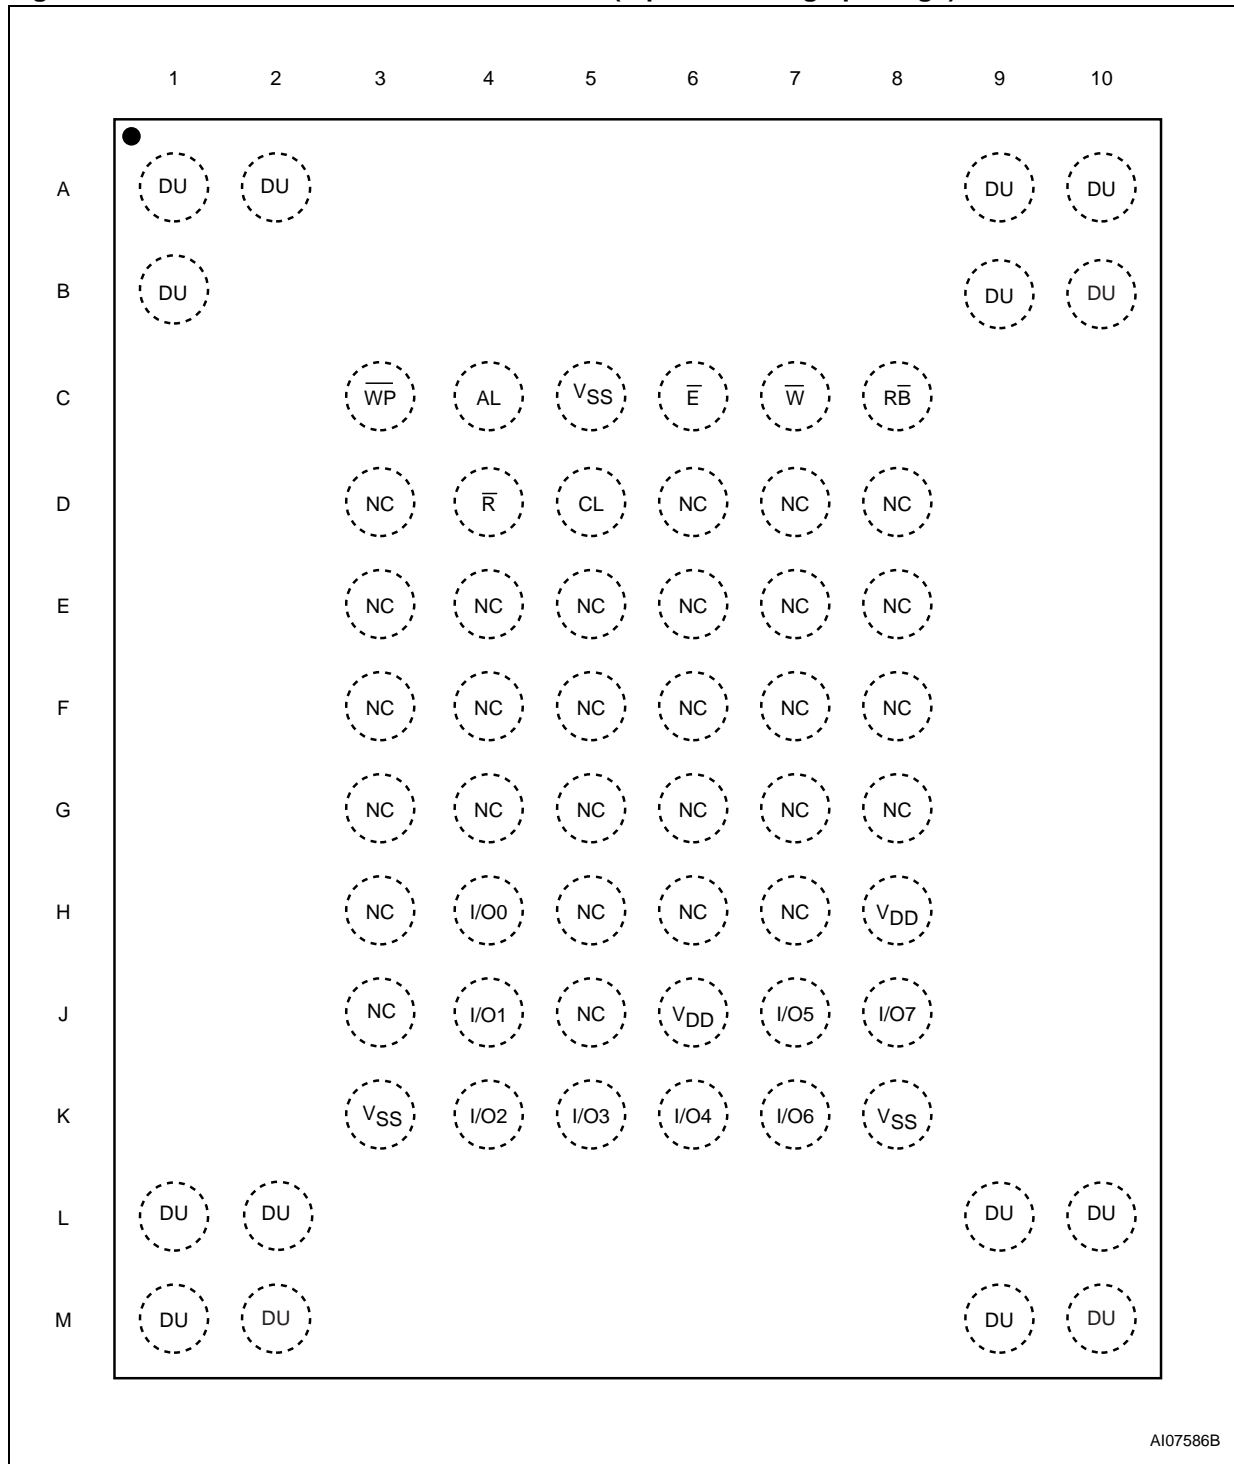 1 2 3 4 5 6 7 8 9 10
A DU DU DU DU
B DU DU DU
C W̅P̅ AL VSS E̅ W̅ RB̅
D NC R̅ CL NC NC NC
E NC NC NC NC NC NC
F NC NC NC NC NC NC
G NC NC NC NC NC NC
H NC I/O0 NC NC NC VDD
J NC I/O1 NC VDD I/O5 I/O7
K VSS I/O2 I/O3 I/O4 I/O6 VSS
L DU DU DU DU
M DU DU DU DU
AI07586B